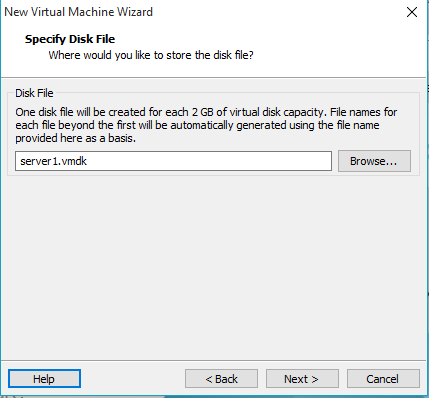 New Virtual Machine Wizard
Specify Disk File
Where would you like to store the disk file?
Disk File
One disk file will be created for each 2 GB of virtual disk capacity. File names for
each file beyond the first will be automatically generated using the file name
provided here as a basis.
server1.vmdk
Browse...
Help
< Back
Next >
Cancel